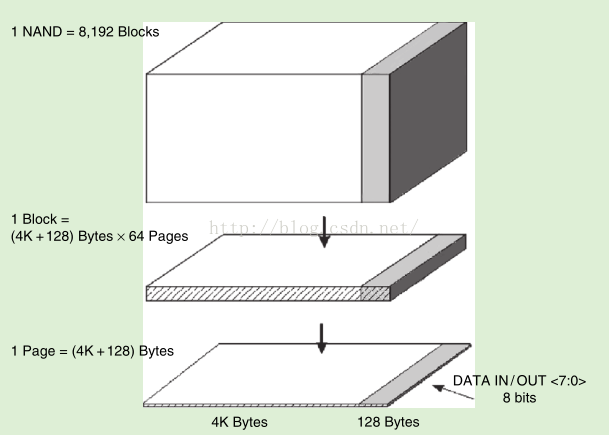 1 NAND = 8,192 Blocks
1 Block =
(4K + 128) Bytes × 64 Pages
http://blog.csdn.net/
1 Page = (4K + 128) Bytes
DATA IN/OUT <7:0>
8 bits
4K Bytes
128 Bytes